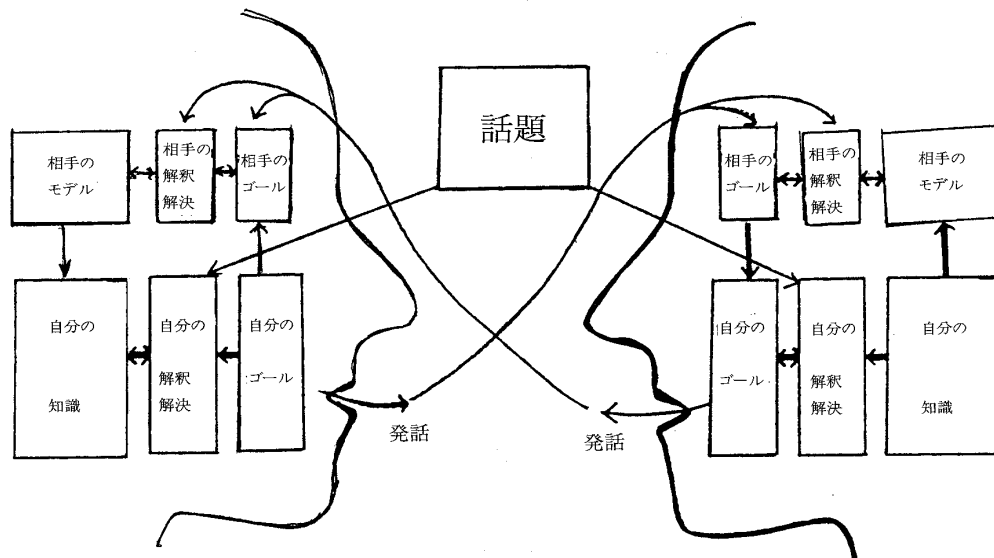 話題
相手の
モデル
相手の
解釈
解決
相手の
ゴール
自分の
知識
自分の
解釈
解決
自分の
ゴール
発話
相手の
ゴール
相手の
解釈
解決
相手の
モデル
自分の
ゴール
自分の
解釈
解決
自分の
知識
発話